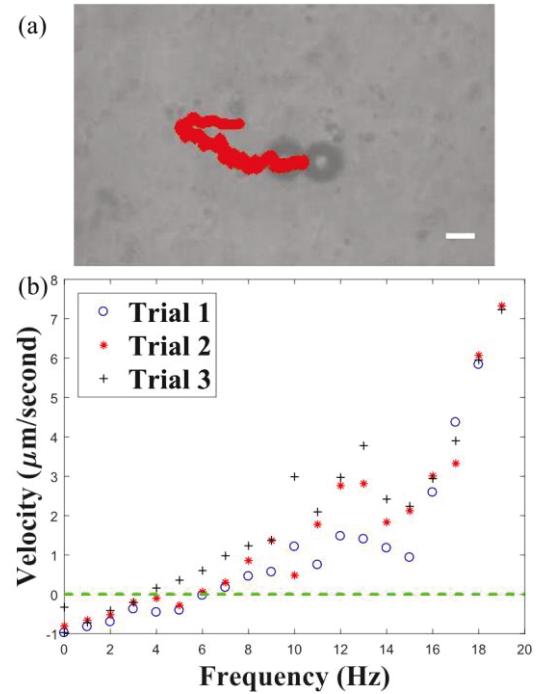 (a)
(b)
8
7
6
5
4
3
2
1
0
-1
Trial 1
Trial 2
Trial 3
Velocity (μm/second)
0 2 4 6 8 10 12 14 16 18 20
Frequency (Hz)